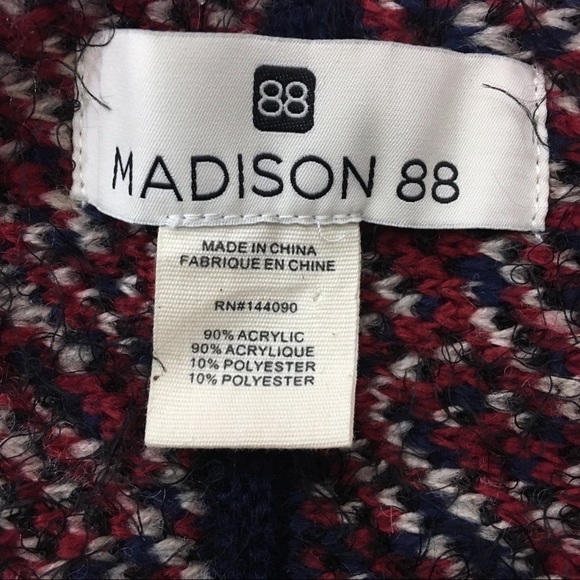 88
MADISON 88
MADE IN CHINA
FABRIQUE EN CHINE
RN#144090
90% ACRYLIC
90% ACRYLIQUE
10% POLYESTER
10% POLYESTER